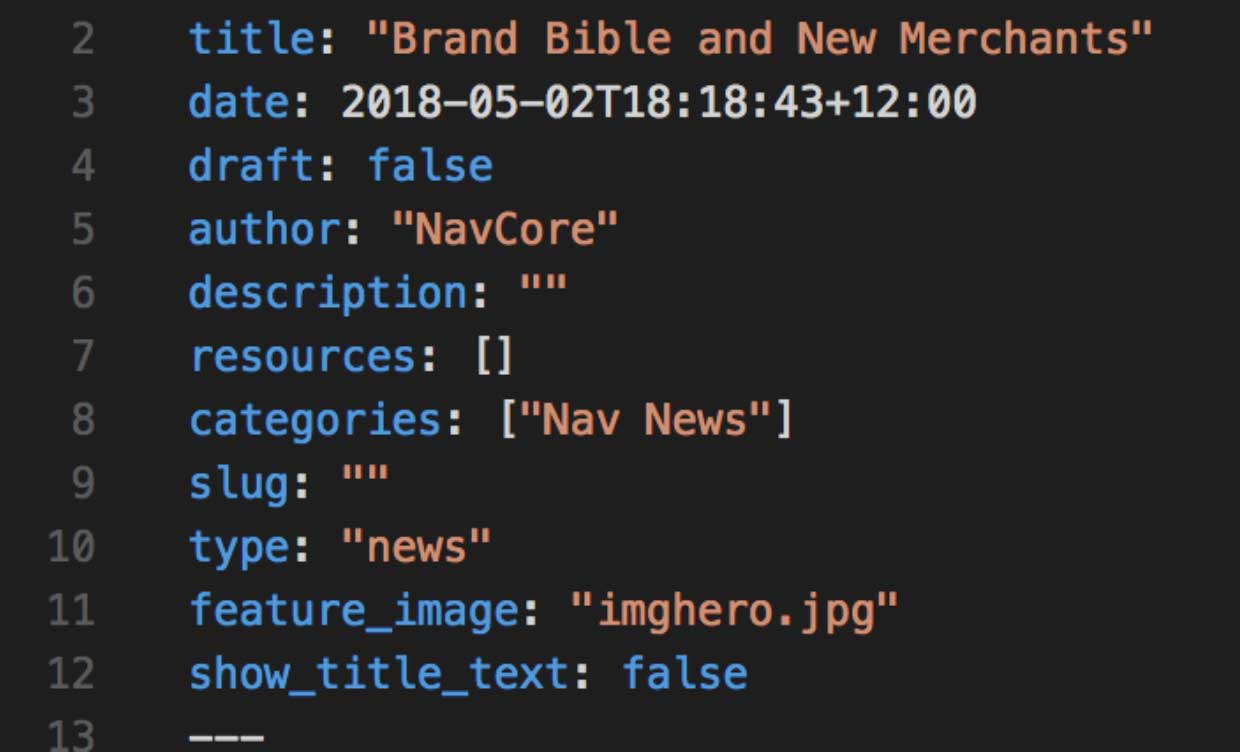 2 title: "Brand Bible and New Merchants"
3 date: 2018-05-02T18:18:43+12:00
4 draft: false
5 author: "NavCore"
6 description: ""
7 resources: []
8 categories: ["Nav News"]
9 slug: ""
10 type: "news"
11 feature_image: "imghero.jpg"
12 show_title_text: false
13 ---